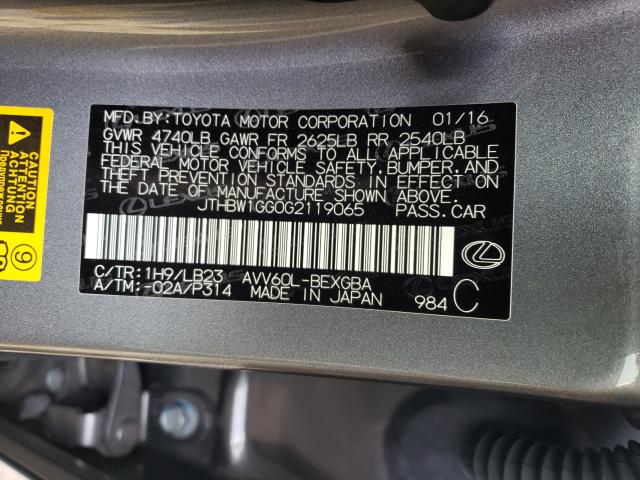 MFD.BY: TOYOTA MOTOR CORPORATION 01/16
GVWR 4740LB GAWR FR 2625LB RR 2540LB
THIS VEHICLE CONFORMS TO ALL APPLICABLE
FEDERAL MOTOR VEHICLE SAFETY,BUMPER,AND
THEFT PREVENTION STANDARDS IN EFFECT ON
THE DATE OF MANUFACTURE SHOWN ABOVE.
JTHBW1GG0G2119065 PASS.CAR
C/TR:1H9/LB23 AVV60L-BEXGBA
A/TM:-02A/P314 MADE IN JAPAN 984 C
9